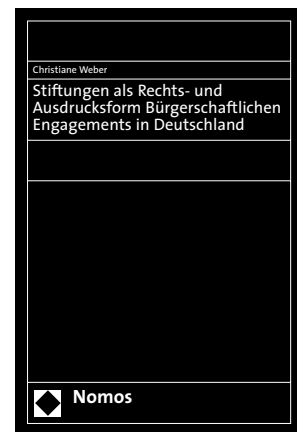 Christiane Weber
Stiftungen als Rechts- und
Ausdrucksform Bürgerschaftlichen
Engagements in Deutschland
Nomos